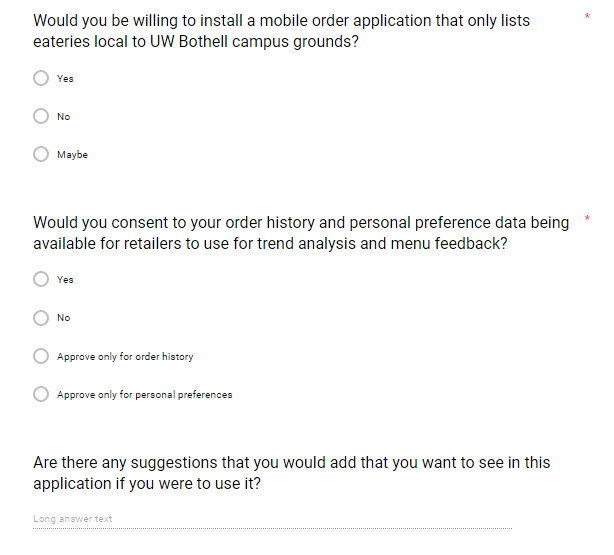 Would you be willing to install a mobile order application that only lists *
eateries local to UW Bothell campus grounds?
Yes
No
Maybe
Would you consent to your order history and personal preference data being *
available for retailers to use for trend analysis and menu feedback?
Yes
No
Approve only for order history
Approve only for personal preferences
Are there any suggestions that you would add that you want to see in this
application if you were to use it?
Long answer text